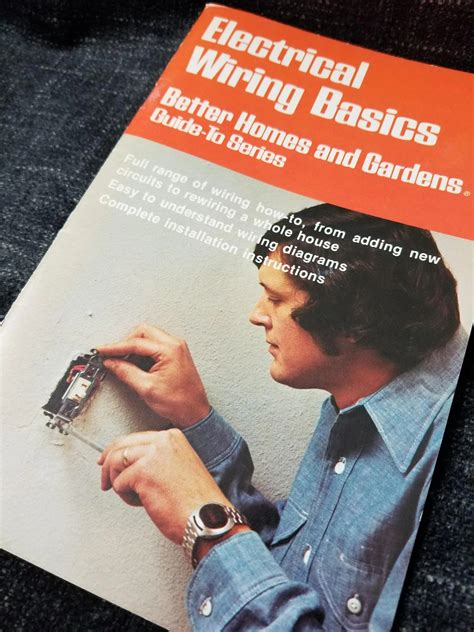 Electrical
Wiring Basics
Better Homes and Gardens®
Guide-To Series
Full range of wiring how-to, from adding new
circuits to rewiring a whole house
Easy to understand wiring diagrams
Complete installation instructions